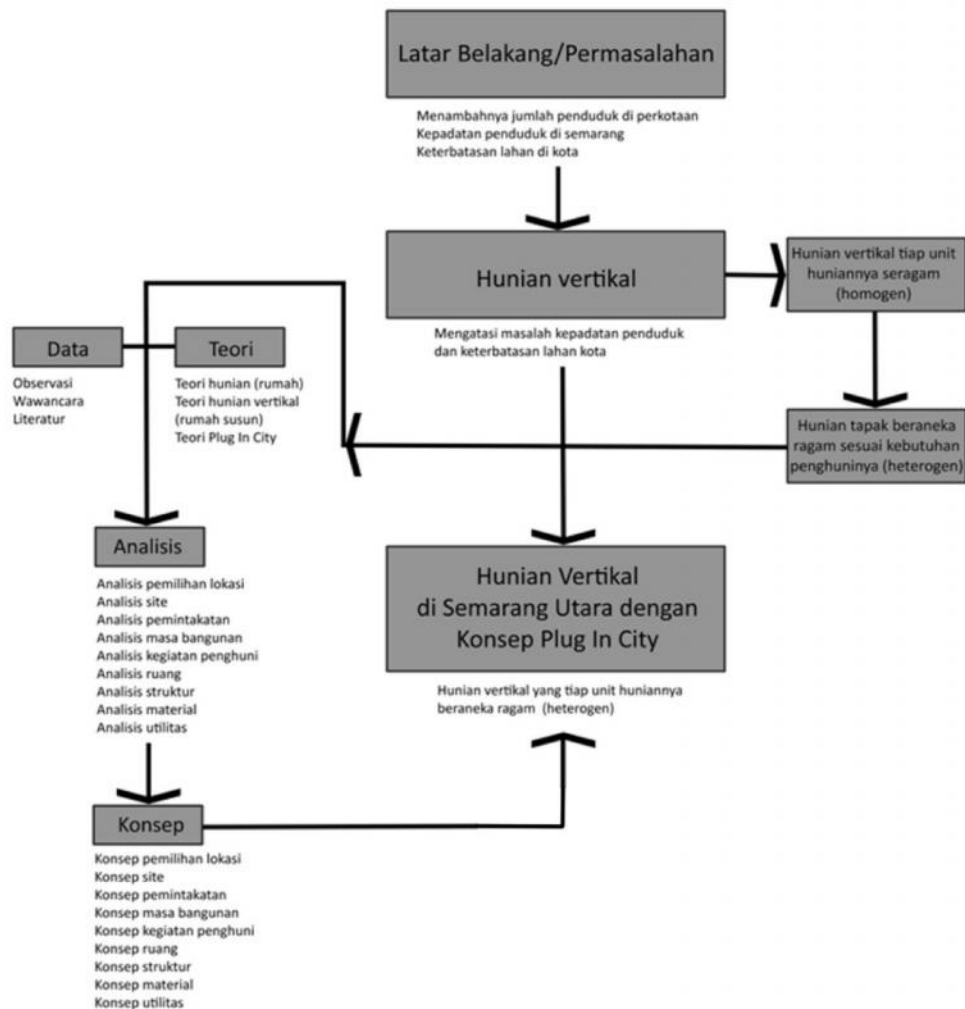 Latar Belakang/Permasalahan
Menambahnya jumlah penduduk di perkotaan
Kepadatan penduduk di semarang
Keterbatasan lahan di kota
Hunian vertikal
Mengatasi masalah kepadatan penduduk
dan keterbatasan lahan kota
Hunian vertikal tiap unit
huniannya seragam
(homogen)
Hunian tapak beraneka
ragam sesuai kebutuhan
penghuninya (heterogen)
Data
Observasi
Wawancara
Literatur
Teori
Teori hunian (rumah)
Teori hunian vertikal
(rumah susun)
Teori Plug In City
Analisis
Analisis pemilihan lokasi
Analisis site
Analisis pemintakatan
Analisis masa bangunan
Analisis kegiatan penghuni
Analisis ruang
Analisis struktur
Analisis material
Analisis utilitas
Konsep
Konsep pemilihan lokasi
Konsep site
Konsep pemintakatan
Konsep masa bangunan
Konsep kegiatan penghuni
Konsep ruang
Konsep struktur
Konsep material
Konsep utilitas
Hunian Vertikal
di Semarang Utara dengan
Konsep Plug In City
Hunian vertikal yang tiap unit huniannya
beraneka ragam (heterogen)